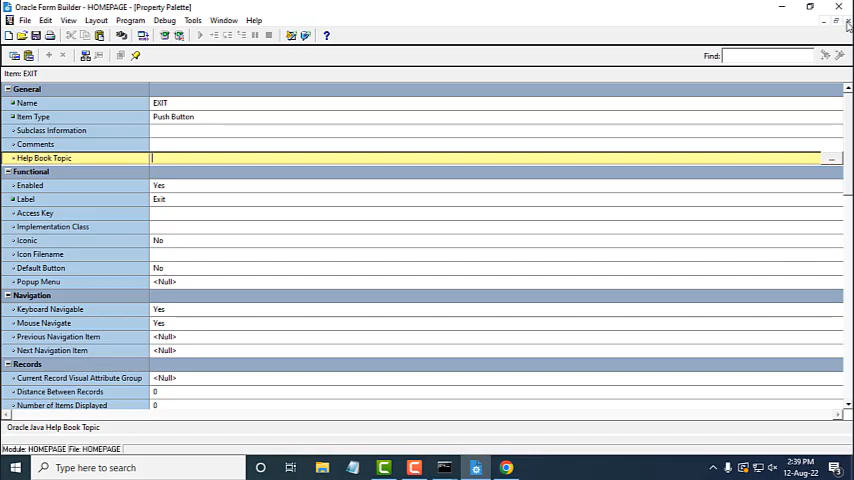 Oracle Form Builder - HOMEPAGE - [Property Palette]
File Edit View Layout Program Debug Tools Window Help
Find:
Item: EXIT
General
Name EXIT
Item Type Push Button
Subclass Information
Comments
Help Book Topic ...
Functional
Enabled Yes
Label Exit
Access Key
Implementation Class
Iconic No
Icon Filename
Default Button No
Popup Menu <Null>
Navigation
Keyboard Navigable Yes
Mouse Navigate Yes
Previous Navigation Item <Null>
Next Navigation Item <Null>
Records
Current Record Visual Attribute Group <Null>
Distance Between Records 0
Number of Items Displayed 0
Oracle Java Help Book Topic
Module: HOMEPAGE File: HOMEPAGE
Type here to search
2:39 PM
12-Aug-22
3